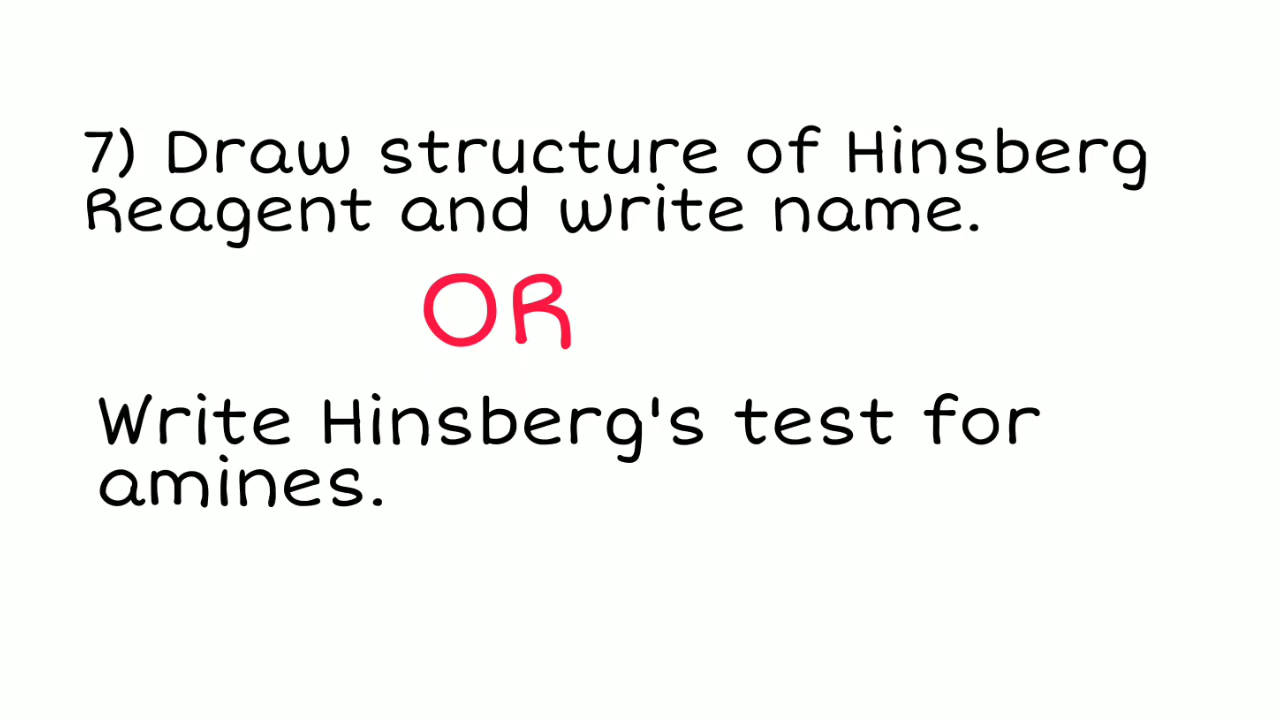 7) Draw structure of Hinsberg
Reagent and write name.
OR
Write Hinsberg's test for
amines.